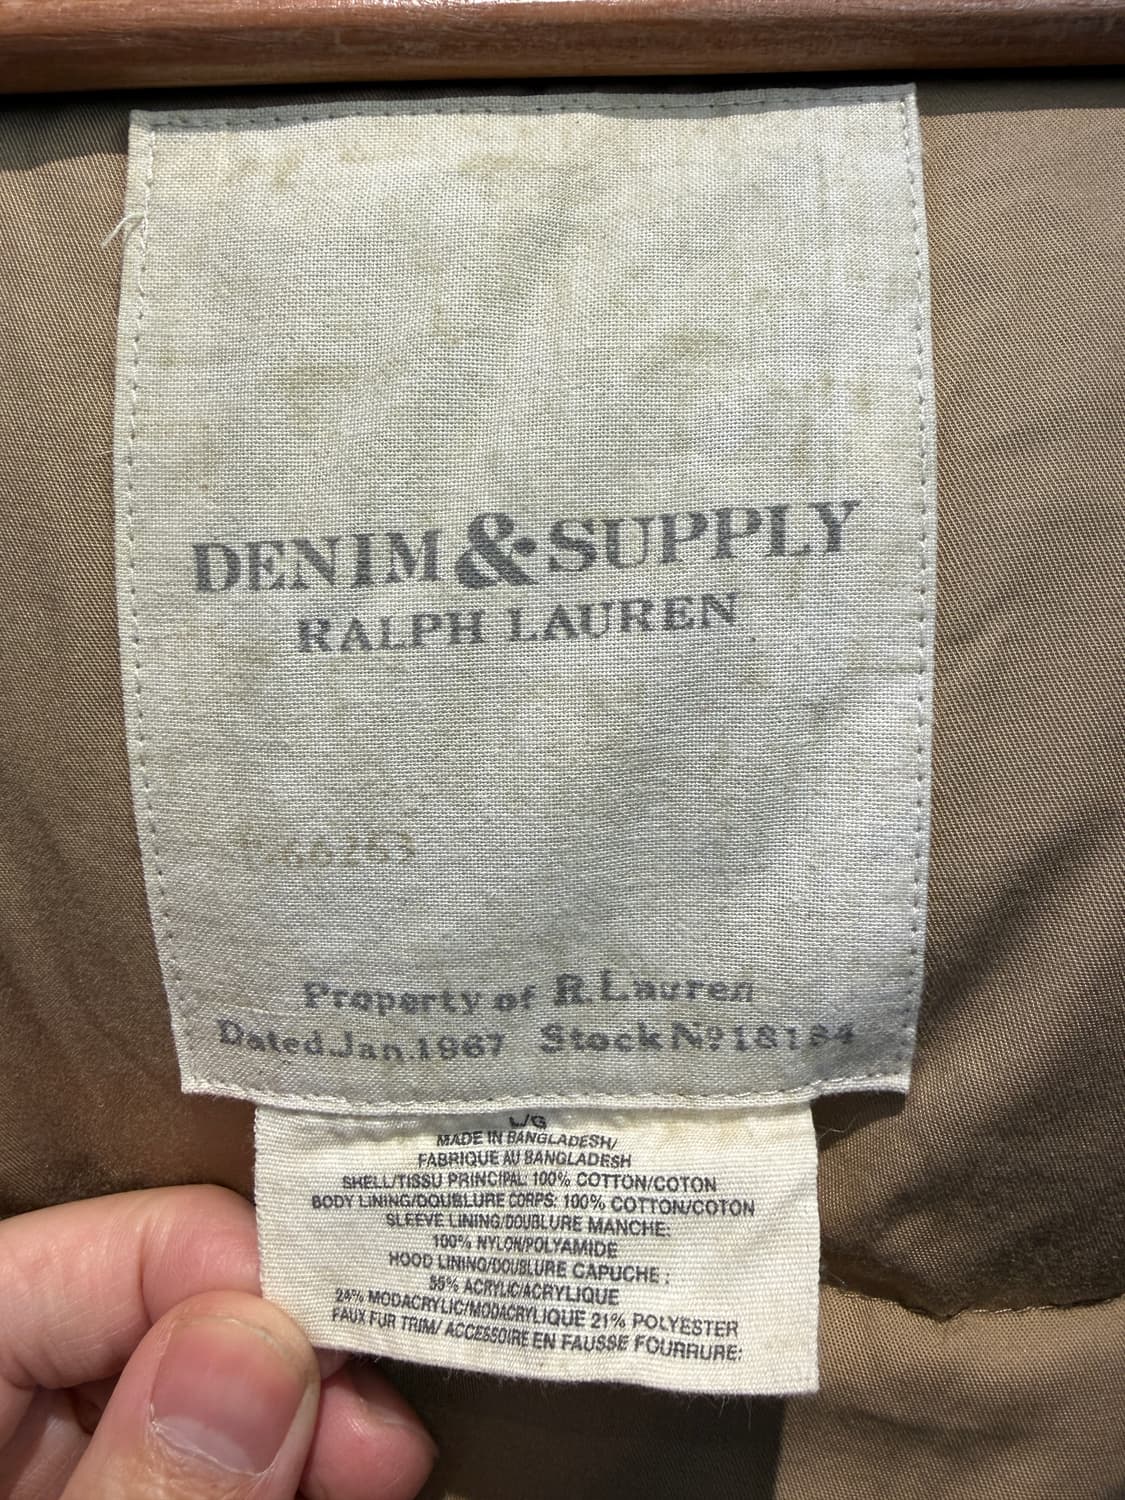 DENIM & SUPPLY
RALPH LAUREN
Property of R.Lauren
Dated.Jan.1967 Stock No 18184
L/G
MADE IN BANGLADESH/
FABRIQUE AU BANGLADESH
SHELL/TISSU PRINCIPAL: 100% COTTON/COTON
BODY LINING/DOUBLURE CORPS: 100% COTTON/COTON
SLEEVE LINING/DOUBLURE MANCHE:
100% NYLON/POLYAMIDE
HOOD LINING/DOUBLURE CAPUCHE :
55% ACRYLIC/ACRYLIQUE
24% MODACRYLIC/MODACRYLIQUE 21% POLYESTER
FAUX FUR TRIM/ ACCESSOIRE EN FAUSSE FOURRURE: